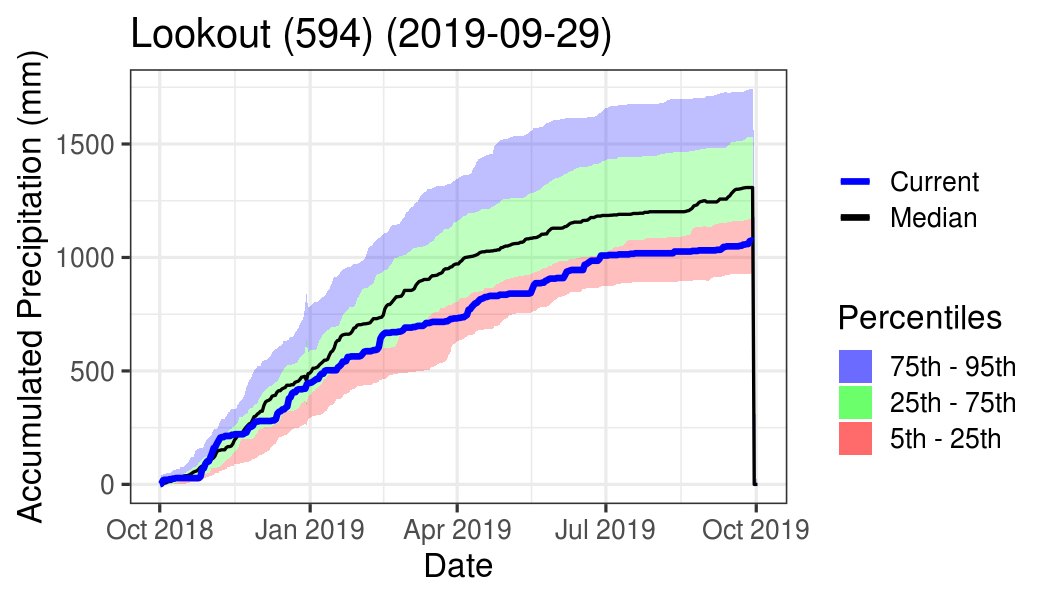 Lookout (594) (2019-09-29)
Accumulated Precipitation (mm)
1500
1000
500
0
Oct 2018 Jan 2019 Apr 2019 Jul 2019 Oct 2019
Date
Current
Median
Percentiles
75th - 95th
25th - 75th
5th - 25th